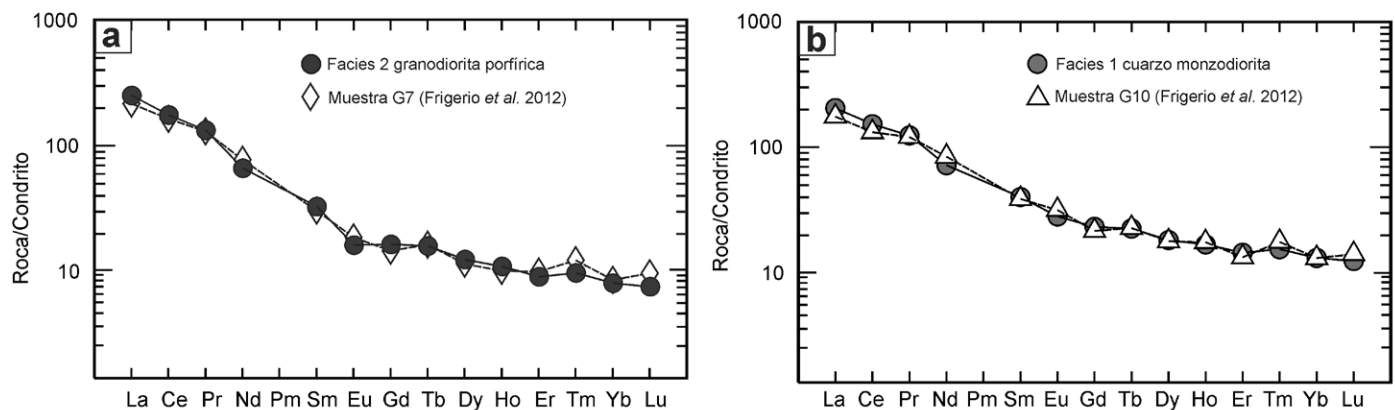 a
1000
100
10
Roca/Condrito
Facies 2 granodiorita porfírica
Muestra G7 (Frigerio et al. 2012)
La Ce Pr Nd Pm Sm Eu Gd Tb Dy Ho Er Tm Yb Lu
b
1000
100
10
Roca/Condrito
Facies 1 cuarzo monzodiorita
Muestra G10 (Frigerio et al. 2012)
La Ce Pr Nd Pm Sm Eu Gd Tb Dy Ho Er Tm Yb Lu